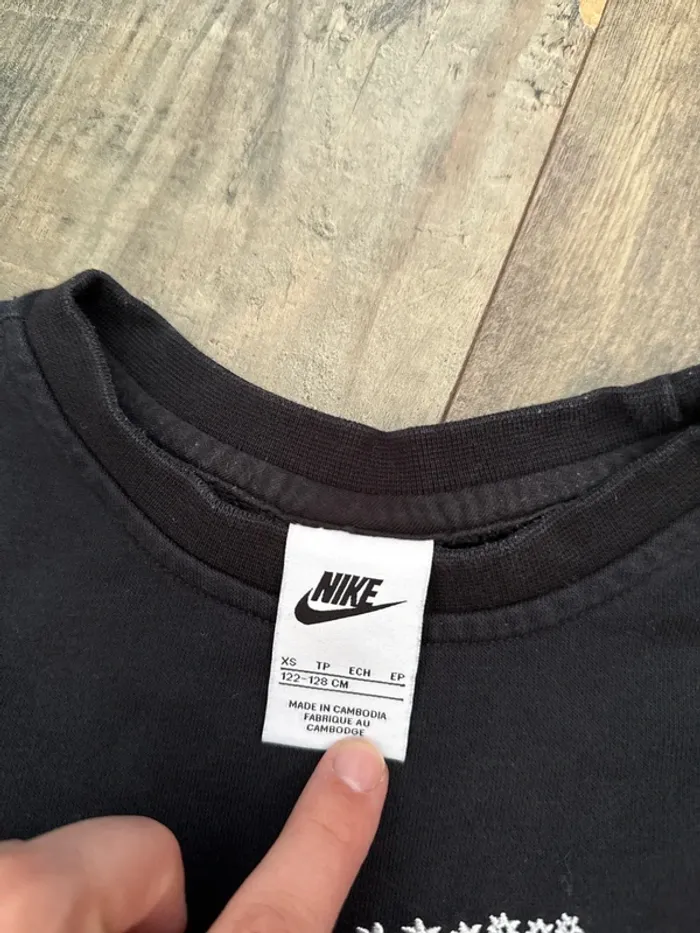 NIKE
XS TP ECH EP
122-128 CM
MADE IN CAMBODIA
FABRIQUE AU
CAMBODGE